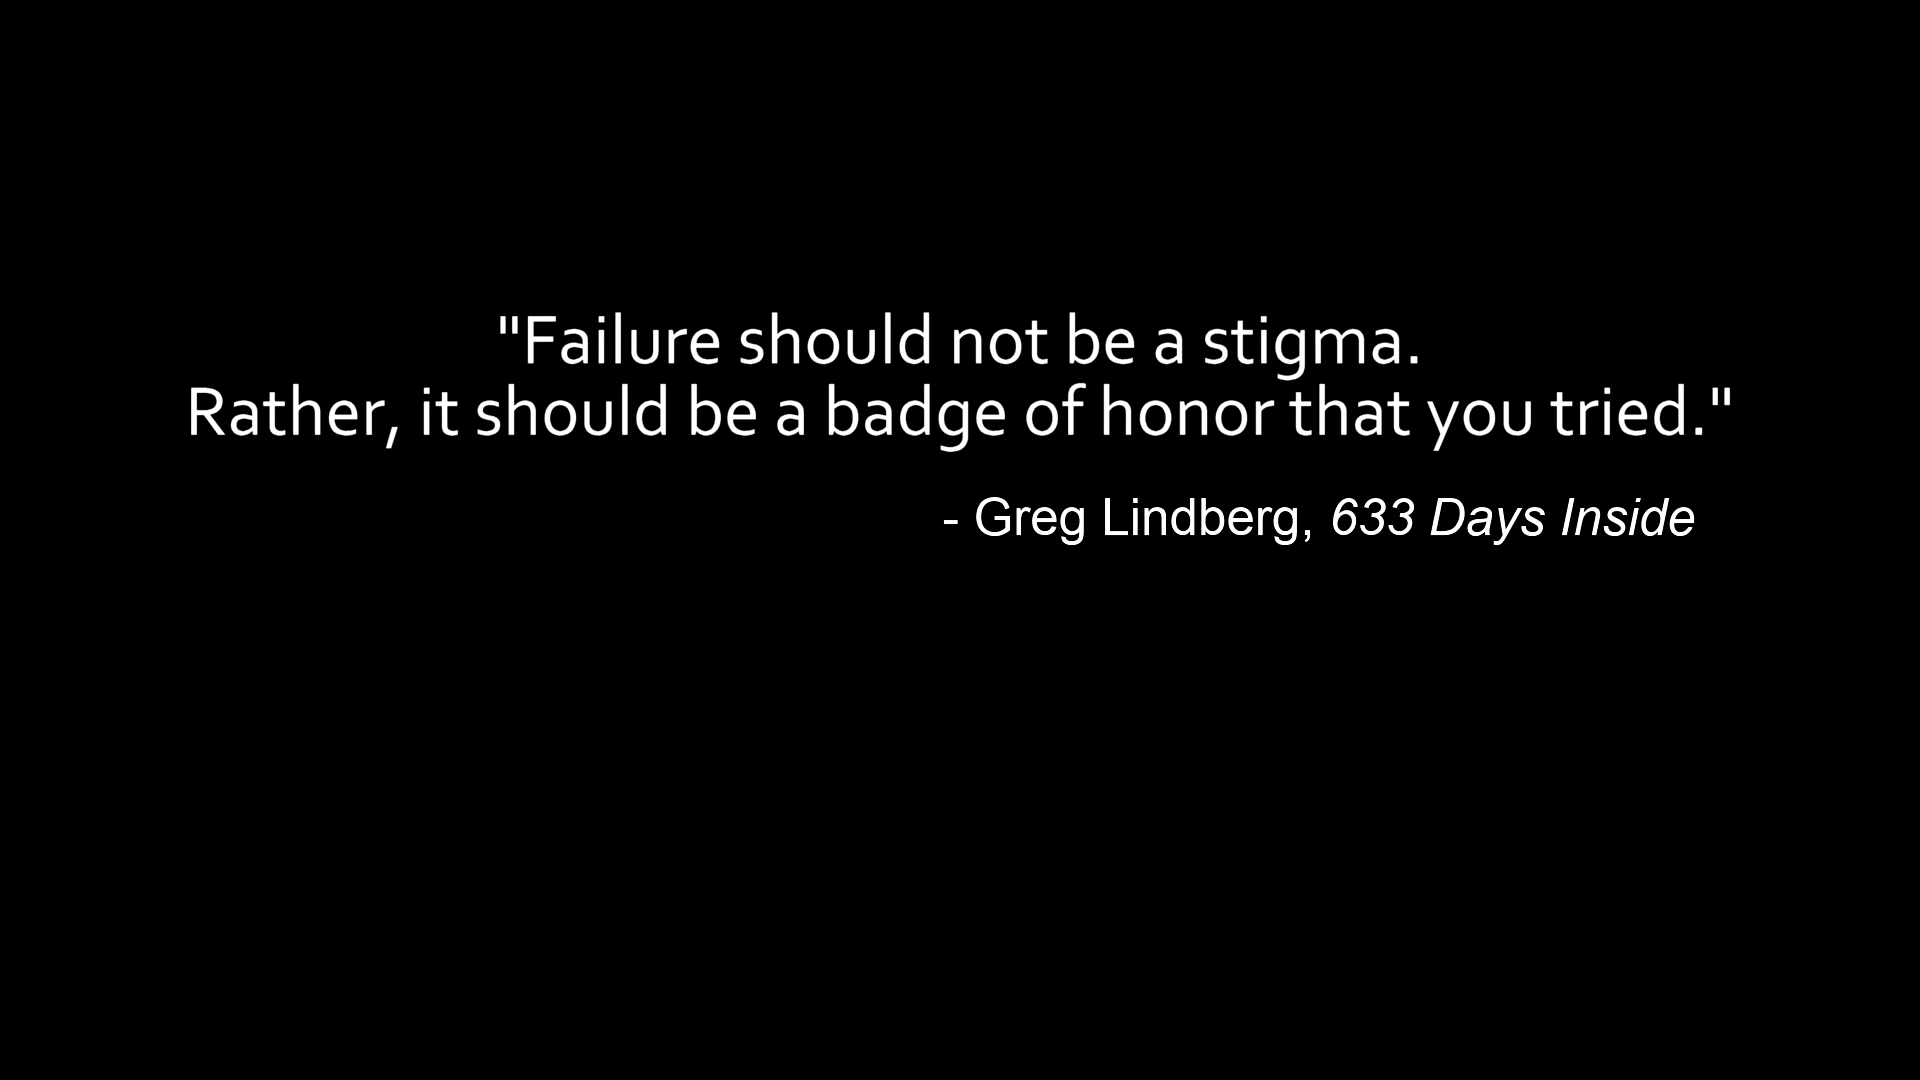 "Failure should not be a stigma.
Rather, it should be a badge of honor that you tried."
- Greg Lindberg, 633 Days Inside